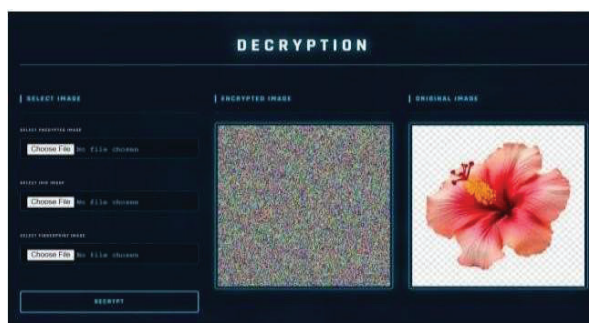 DECRYPTION
SELECT IMAGE
ENCRYPTED IMAGE
ORIGINAL IMAGE
SELECT ENCRYPTED IMAGE
Choose File No file chosen
SELECT KEY IMAGE
Choose File No file chosen
SELECT FINGERPRINT IMAGE
Choose File No file chosen
DECRYPT